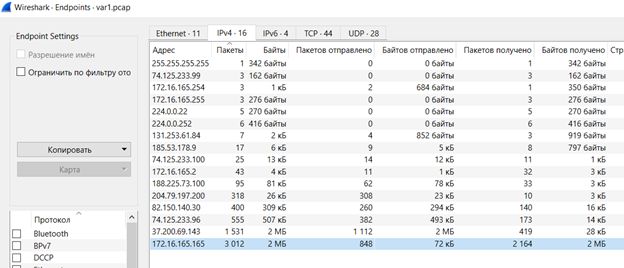 Wireshark · Endpoints · var1.pcap
Endpoint Settings
Разрешение имён
Ограничить по фильтру ото
Копировать
Карта
Протокол
Bluetooth
BPv7
DCCP
Ethernet · 11 IPv4 · 16 IPv6 · 4 TCP · 44 UDP · 28
Адрес Пакеты Байты Пакетов отправлено Байтов отправлено Пакетов получено Байтов получено Стр
255.255.255.255 1 342 байты 0 0 байты 1 342 байты
74.125.233.99 3 162 байты 0 0 байты 3 162 байты
172.16.165.254 3 1 кБ 2 684 байты 1 350 байты
172.16.165.255 3 276 байты 0 0 байты 3 276 байты
224.0.0.22 5 270 байты 0 0 байты 5 270 байты
224.0.0.252 6 416 байты 0 0 байты 6 416 байты
131.253.61.84 7 2 кБ 4 852 байты 3 919 байты
185.53.178.9 17 6 кБ 9 5 кБ 8 797 байты
74.125.233.100 25 13 кБ 14 12 кБ 11 1 кБ
172.16.165.2 43 4 кБ 11 1 кБ 32 3 кБ
188.225.73.100 95 81 кБ 62 78 кБ 33 3 кБ
204.79.197.200 318 26 кБ 308 23 кБ 10 3 кБ
82.150.140.30 400 309 кБ 260 294 кБ 140 16 кБ
74.125.233.96 555 507 кБ 382 493 кБ 173 14 кБ
37.200.69.143 1 531 2 МБ 1 112 2 МБ 419 28 кБ
172.16.165.165 3 012 2 МБ 848 72 кБ 2 164 2 МБ